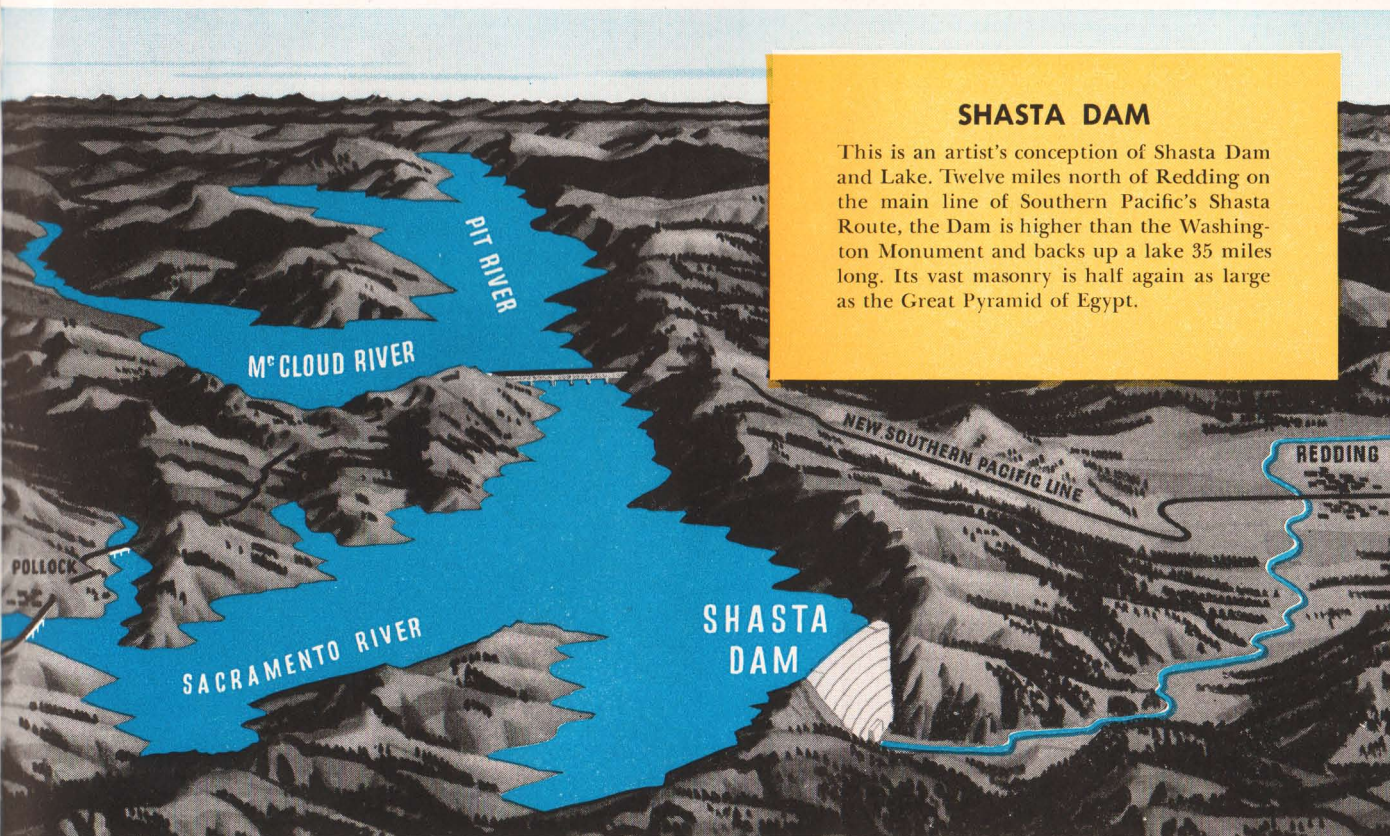 SHASTA DAM
This is an artist's conception of Shasta Dam
and Lake. Twelve miles north of Redding on
the main line of Southern Pacific's Shasta
Route, the Dam is higher than the Washing-
ton Monument and backs up a lake 35 miles
long. Its vast masonry is half again as large
as the Great Pyramid of Egypt.
PIT RIVER
McCLOUD RIVER
NEW SOUTHERN PACIFIC LINE
REDDING
POLLOCK
SACRAMENTO RIVER
SHASTA
DAM